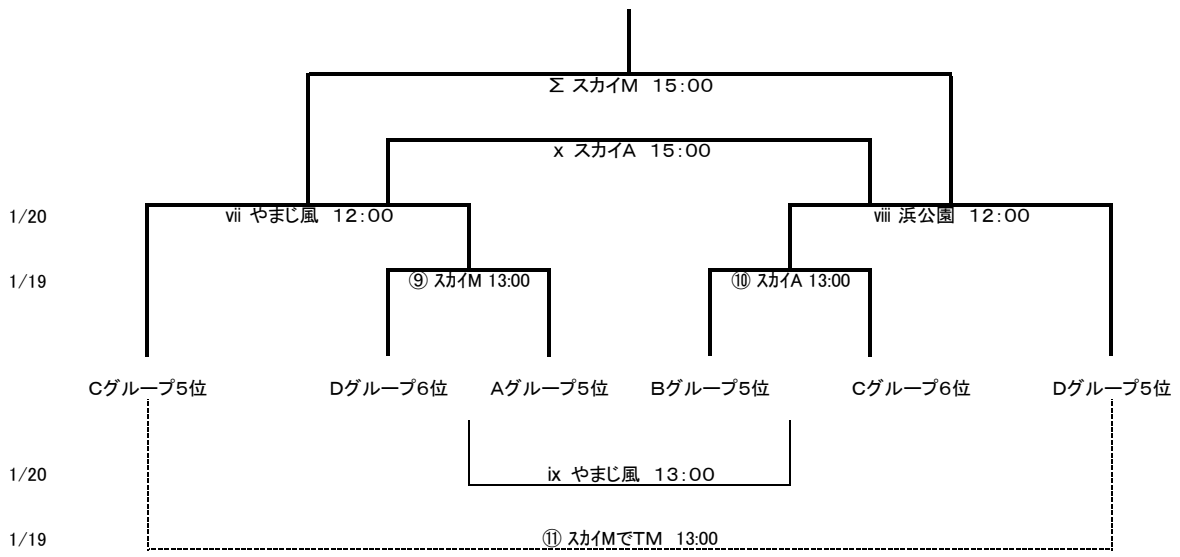 Σ スカイM 15:00
x スカイA 15:00
1/20 ⅶ やまじ風 12:00 ⅷ 浜公園 12:00
1/19 ⑨ ｽｶｲM 13:00 ⑩ ｽｶｲA 13:00
Cグループ5位 Dグループ6位 Aグループ5位 Bグループ5位 Cグループ6位 Dグループ5位
1/20 ⅸ やまじ風 13:00
1/19 ⑪ ｽｶｲMでTM 13:00